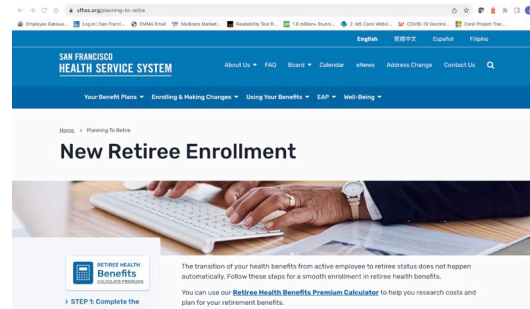 sfhss.org/planning-to-retire
Log in | San Franci...
EMMA Email
Medicare Marketi...
Readability Test R...
1.8 million+ Stunni...
2. MS Carol Websi...
COVID-19 Vaccine...
Carol Project Trac...
English 繁體中文 Español Filipino
SAN FRANCISCO
HEALTH SERVICE SYSTEM
About Us FAQ Board Calendar eNews Address Change Contact Us
Your Benefit Plans Enrolling & Making Changes Using Your Benefits EAP Well-Being
Home > Planning To Retire
New Retiree Enrollment
RETIREE HEALTH
Benefits
CALCULATE PREMIUMS
> STEP 1: Complete the
The transition of your health benefits from active employee to retiree status does not happen
automatically. Follow these steps for a smooth enrollment in retiree health benefits.
You can use our Retiree Health Benefits Premium Calculator to help you research costs and
plan for your retirement benefits.